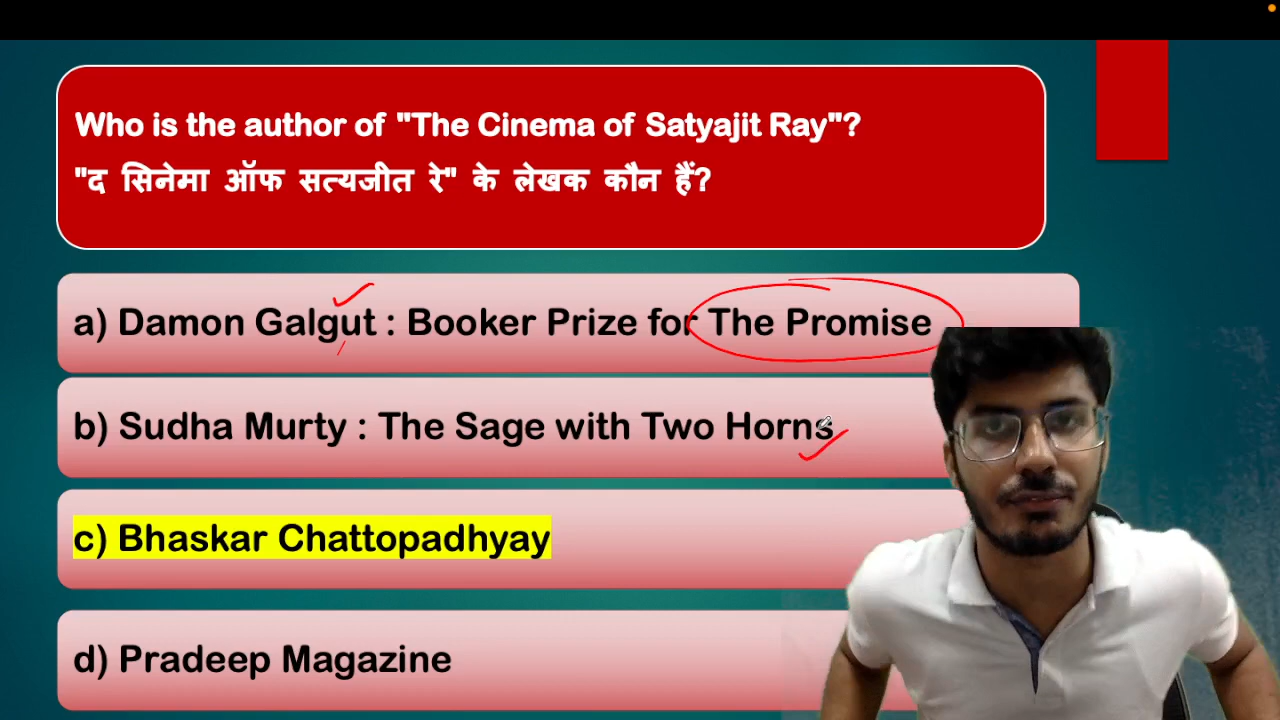 Who is the author of "The Cinema of Satyajit Ray"?
"द सिनेमा ऑफ सत्यजीत रे" के लेखक कौन हैं?
a) Damon Galgut : Booker Prize for The Promise
b) Sudha Murty : The Sage with Two Horns
c) Bhaskar Chattopadhyay
d) Pradeep Magazine